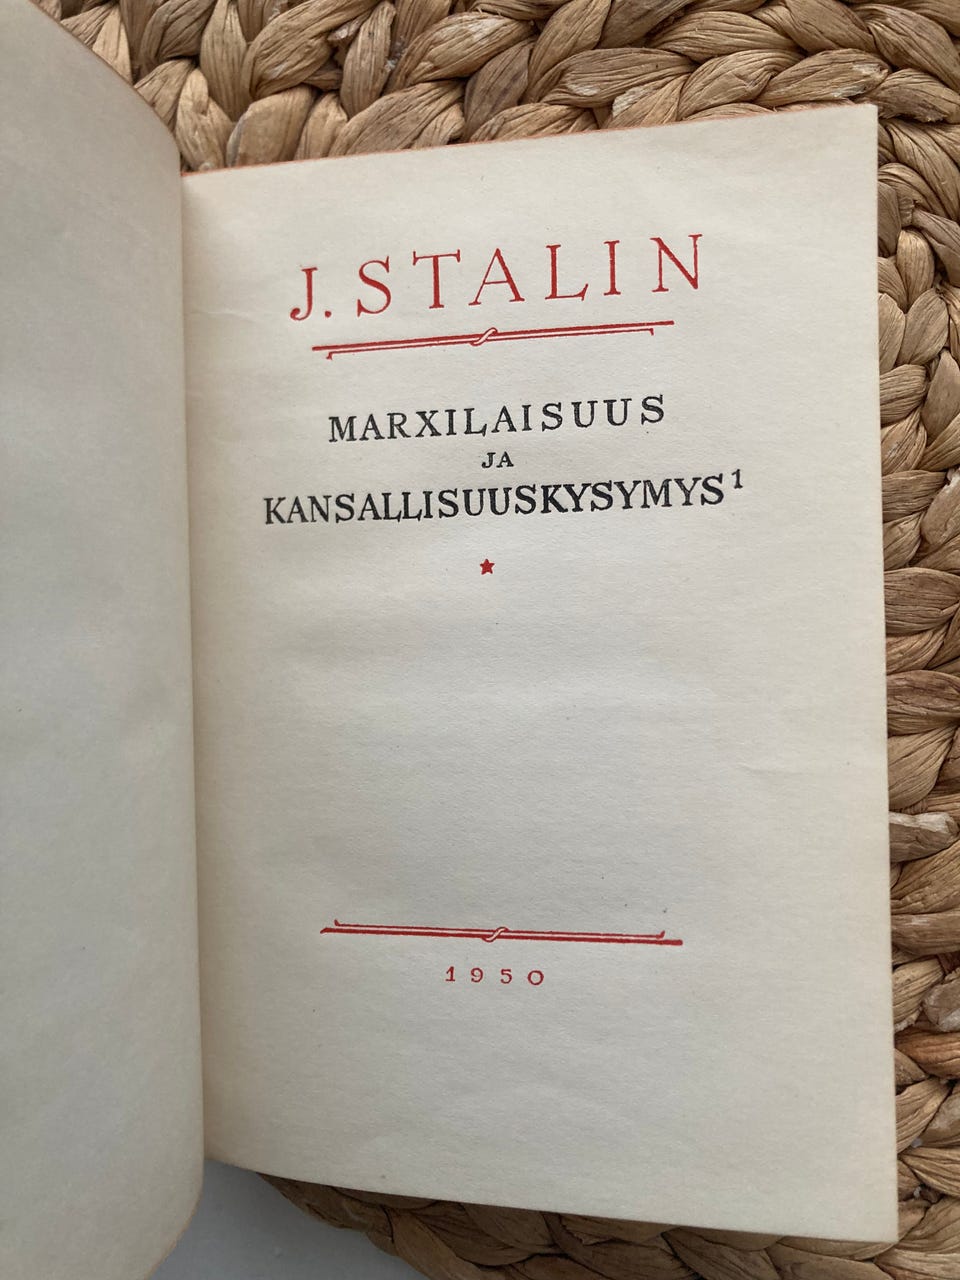 J. STALIN
MARXILAISUUS
JA
KANSALLISUUSKYSYMYS¹
1950